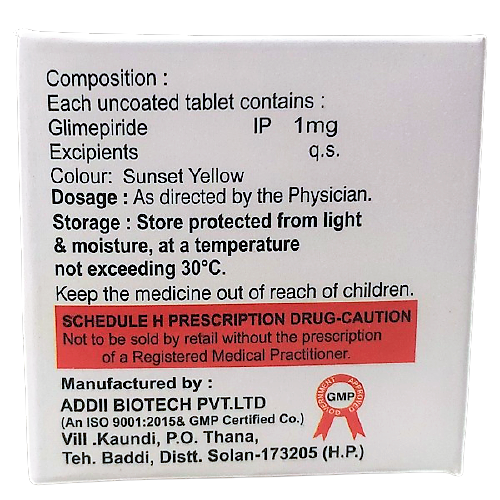 Composition :
Each uncoated tablet contains :
Glimepiride IP 1mg
Excipients q.s.
Colour: Sunset Yellow
Dosage : As directed by the Physician.
Storage : Store protected from light
& moisture, at a temperature
not exceeding 30°C.
Keep the medicine out of reach of children.
SCHEDULE H PRESCRIPTION DRUG-CAUTION
Not to be sold by retail without the prescription
of a Registered Medical Practitioner.
Manufactured by :
ADDII BIOTECH PVT.LTD
(An ISO 9001:2015& GMP Certified Co.)
Vill .Kaundi, P.O. Thana,
Teh. Baddi, Distt. Solan-173205 (H.P.)
GOVERNMENT APPROVED
GMP